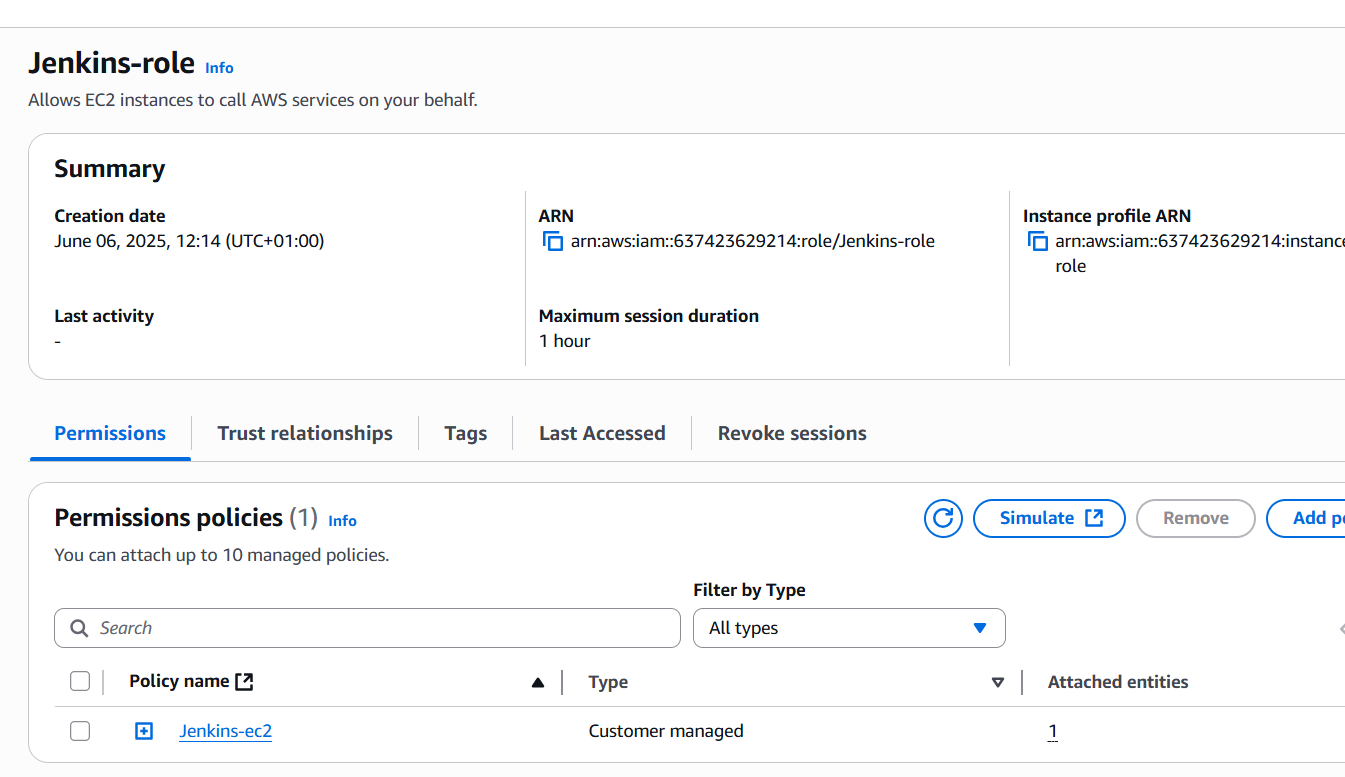 Jenkins-role Info
Allows EC2 instances to call AWS services on your behalf.
Summary
Creation date
June 06, 2025, 12:14 (UTC+01:00)
ARN
arn:aws:iam::637423629214:role/Jenkins-role
Instance profile ARN
arn:aws:iam::637423629214:instance
role
Last activity
-
Maximum session duration
1 hour
Permissions
Trust relationships
Tags
Last Accessed
Revoke sessions
Permissions policies (1) Info
You can attach up to 10 managed policies.
Simulate
Remove
Add
Filter by Type
Search
All types
Policy name
Type
Attached entities
Jenkins-ec2
Customer managed
1